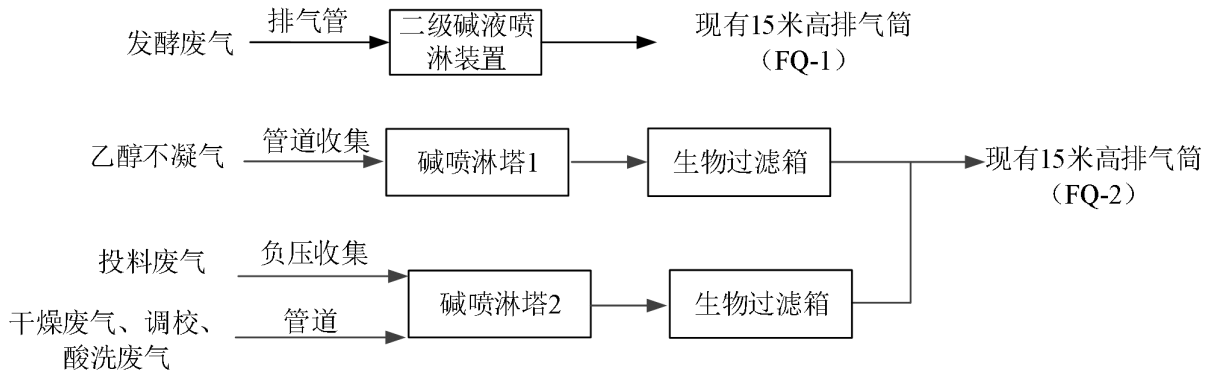 发酵废气
排气管
二级碱液喷
淋装置
现有15米高排气筒
（FQ-1）
乙醇不凝气
管道收集
碱喷淋塔1
生物过滤箱
现有15米高排气筒
（FQ-2）
投料废气
负压收集
干燥废气、调校、
酸洗废气
管道
碱喷淋塔2
生物过滤箱